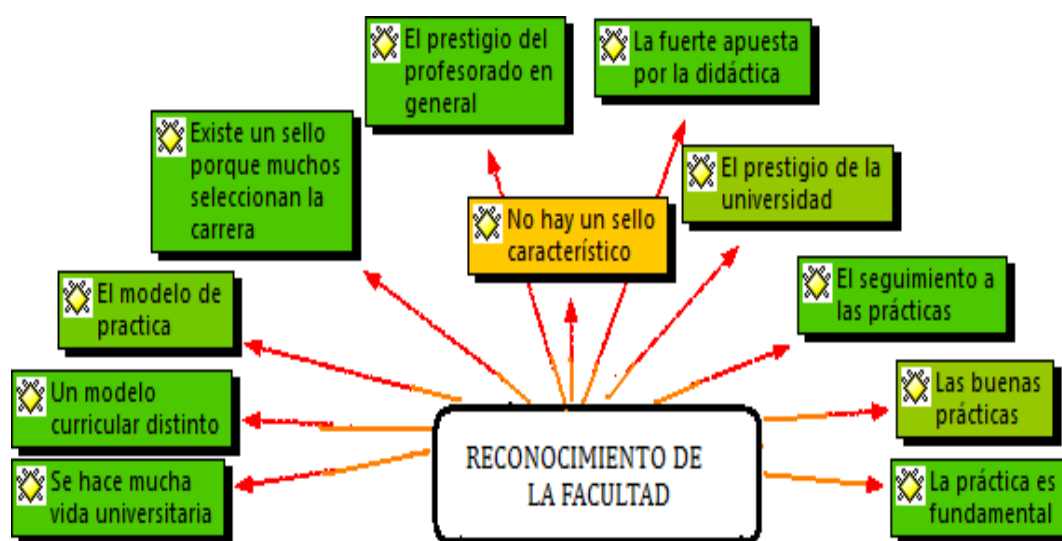 El prestigio del
profesorado en
general
La fuerte apuesta
por la didáctica
Existe un sello
porque muchos
seleccionan la
carrera
El prestigio de la
universidad
No hay un sello
característico
El modelo de
practica
El seguimiento a
las prácticas
Un modelo
curricular distinto
Las buenas
prácticas
Se hace mucha
vida universitaria
La práctica es
fundamental
RECONOCIMIENTO DE
LA FACULTAD